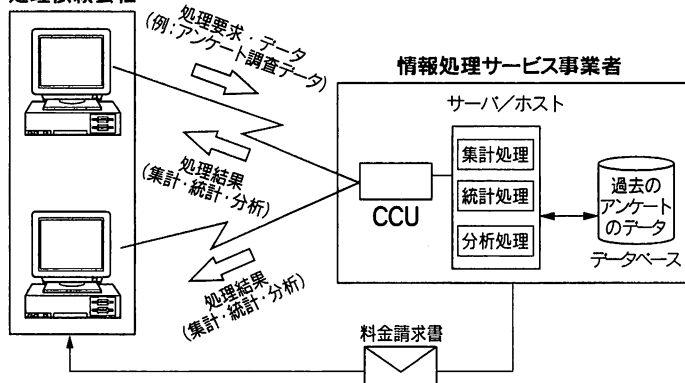 処理要求・データ
(例:アンケート調査データ)
処理結果
(集計・統計・分析)
処理結果
(集計・統計・分析)
情報処理サービス事業者
サーバ/ホスト
集計処理
統計処理
分析処理
CCU
過去の
アンケート
のデータ
データベース
料金請求書